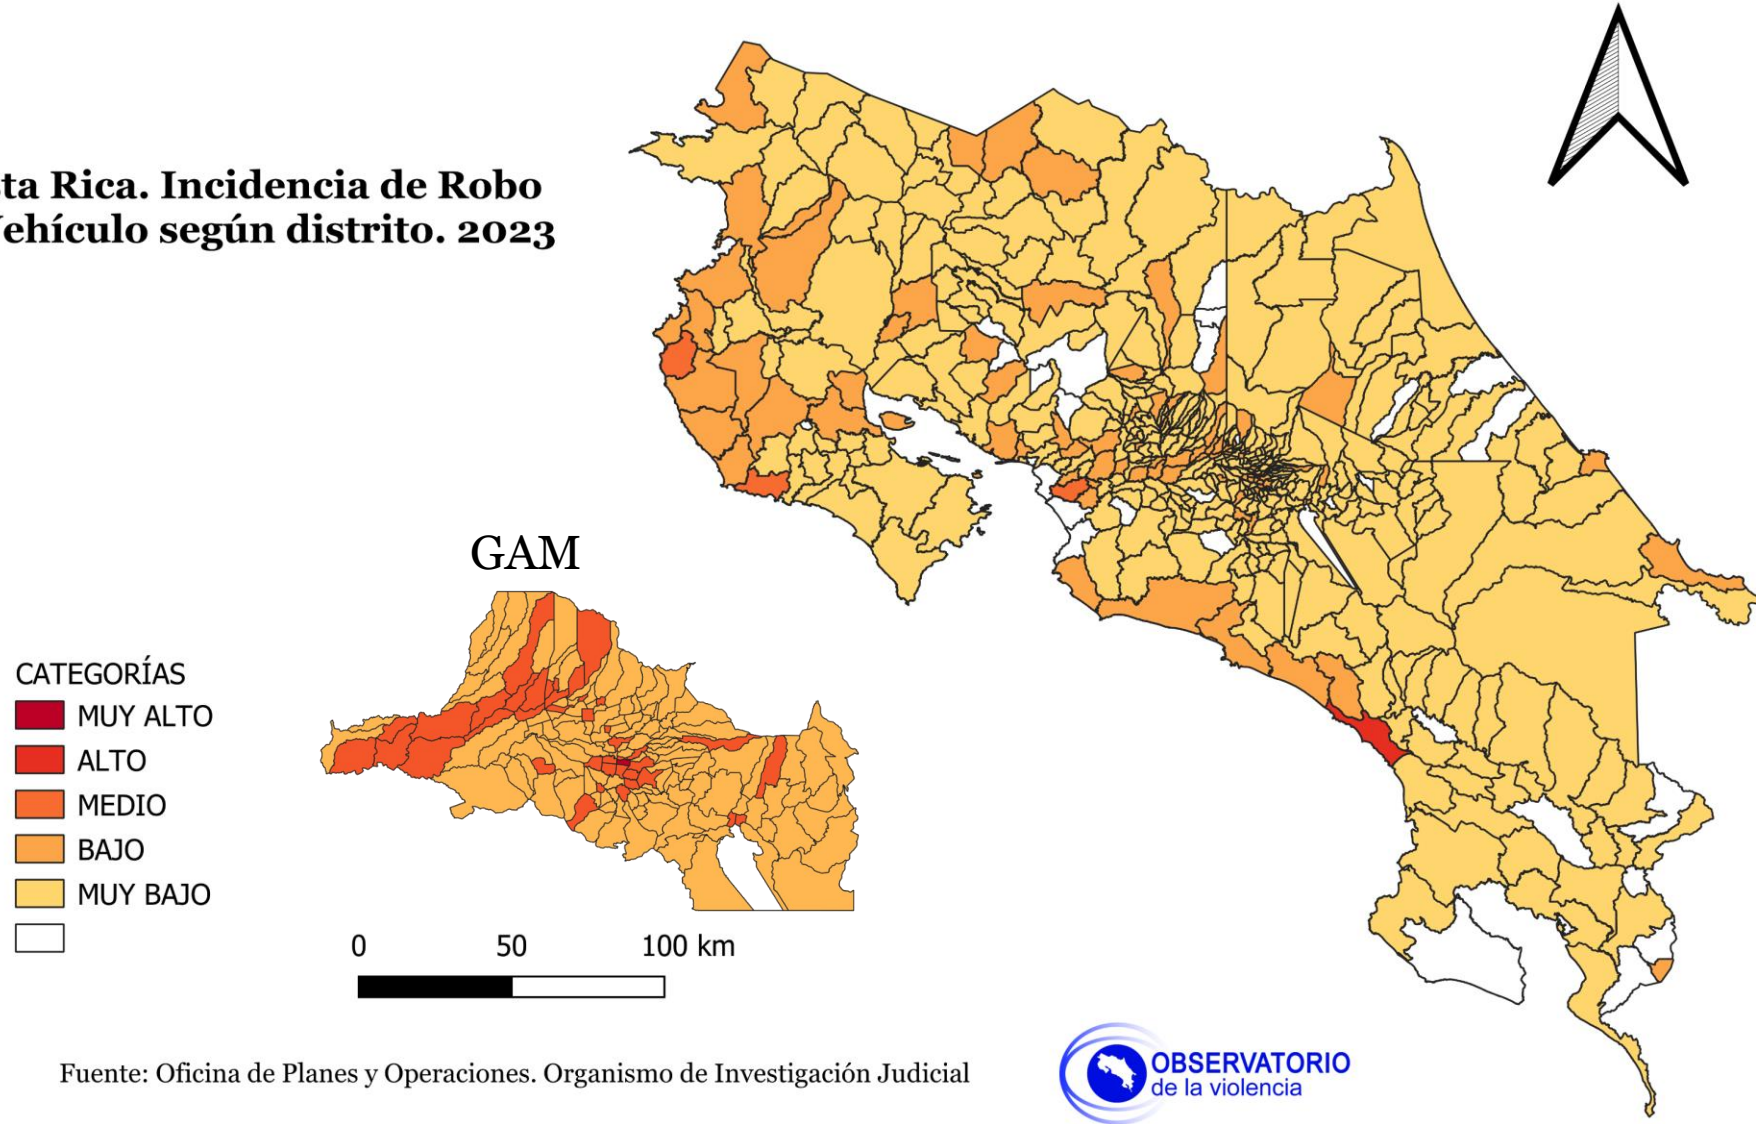 ta Rica. Incidencia de Robo
Vehículo según distrito. 2023
GAM
CATEGORÍAS
MUY ALTO
ALTO
MEDIO
BAJO
MUY BAJO
0 50 100 km
Fuente: Oficina de Planes y Operaciones. Organismo de Investigación Judicial
OBSERVATORIO
de la violencia